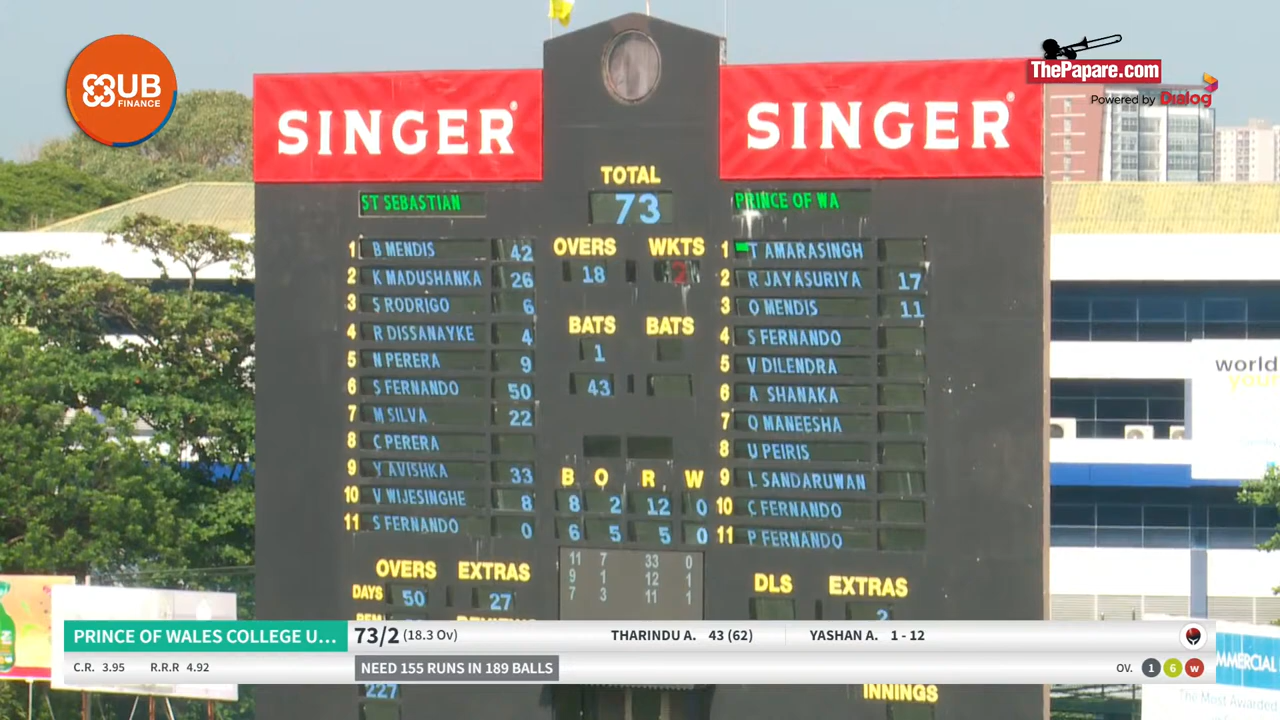 UB
FINANCE
ThePapare.com
Powered by Dialog
SINGER
SINGER
TOTAL
73
ST SEBASTIAN
PRINCE OF WA
OVERS WKTS
18 2
1 B MENDIS 42
2 K MADUSHANKA 26
3 S RODRIGO 6
4 R DISSANAYKE 4
5 N PERERA 9
6 S FERNANDO 50
7 M SILVA 22
8 C PERERA
9 Y AVISHKA 33
10 V WIJESINGHE 8
11 S FERNANDO 0
BATS BATS
1
43
B O R W
8 2 12 0
6 5 5 0
11 7 33 0
9 1 12 1
7 3 11 1
1 T AMARASINGH
2 R JAYASURIYA 17
3 O MENDIS 11
4 S FERNANDO
5 V DILENDRA
6 A SHANAKA
7 O MANEESHA
8 U PEIRIS
9 L SANDARUWAN
10 C FERNANDO
11 P FERNANDO
OVERS EXTRAS
DAYS 50 27
DLS EXTRAS
2
227
INNINGS
world
your
MMERCIAL
The Most Awarded
PRINCE OF WALES COLLEGE U... 73/2 (18.3 Ov) THARINDU A. 43 (62) YASHAN A. 1 - 12
C.R. 3.95 R.R.R 4.92 NEED 155 RUNS IN 189 BALLS OV. 1 6 W